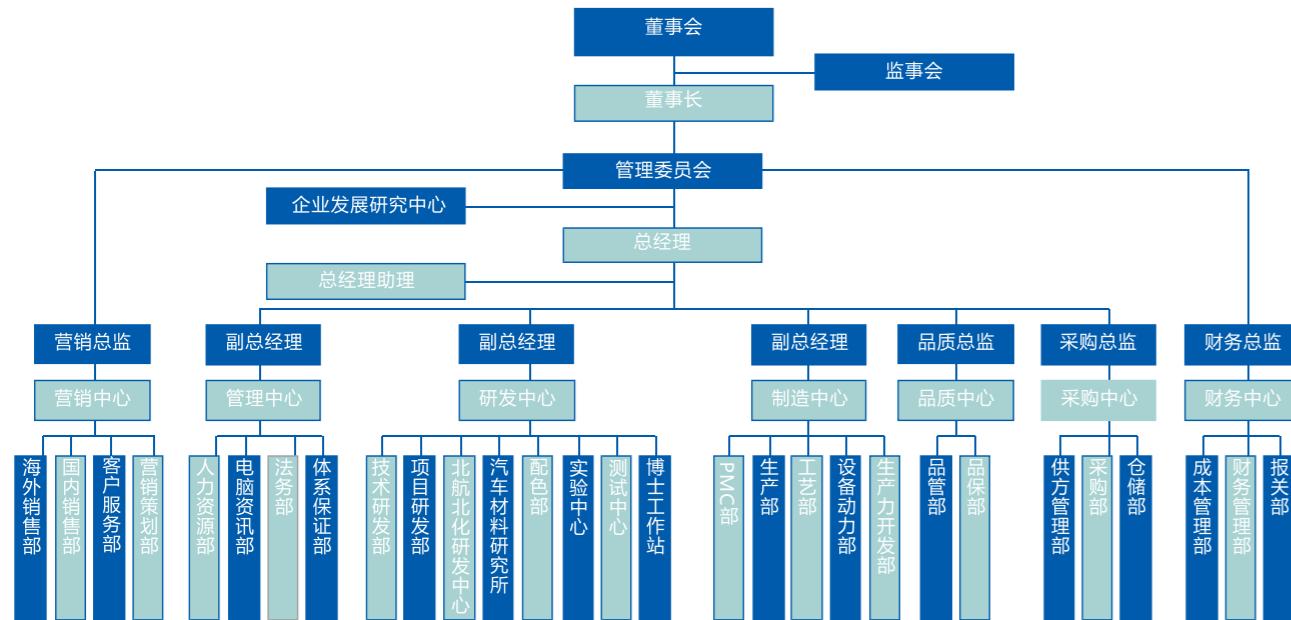 董事会
监事会
董事长
管理委员会
企业发展研究中心
总经理
总经理助理
营销总监
副总经理
副总经理
副总经理
品质总监
采购总监
财务总监
营销中心
管理中心
研发中心
制造中心
品质中心
采购中心
财务中心
海外销售部
国内销售部
客户服务部
营销策划部
人力资源部
电脑资讯部
法务部
体系保证部
技术研发部
项目研发部
北航北化研发中心
汽车材料研究所
配色部
实验中心
测试中心
博士工作站
PMC部
生产部
工艺部
设备动力部
生产力开发部
品管部
品保部
供方管理部
采购部
仓储部
成本管理部
财务管理部
报关部